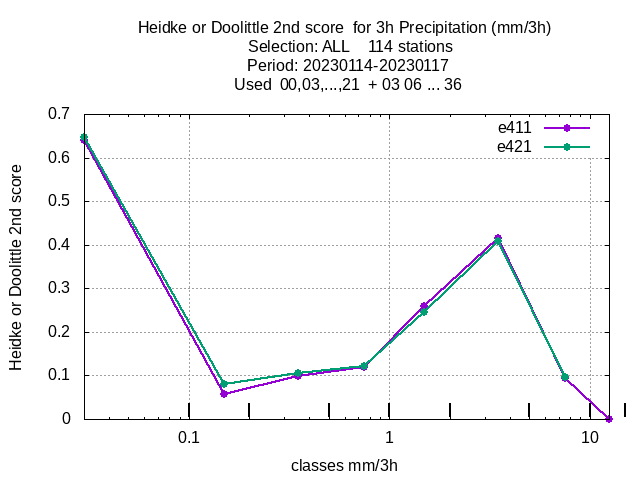 Heidke or Doolittle 2nd score  for 3h Precipitation (mm/3h)
Selection: ALL    114 stations
Period: 20230114-20230117
Used  00,03,...,21  + 03 06 ... 36
e411
e421
Heidke or Doolittle 2nd score
0.7
0.6
0.5
0.4
0.3
0.2
0.1
0
0.1 1 10
classes mm/3h